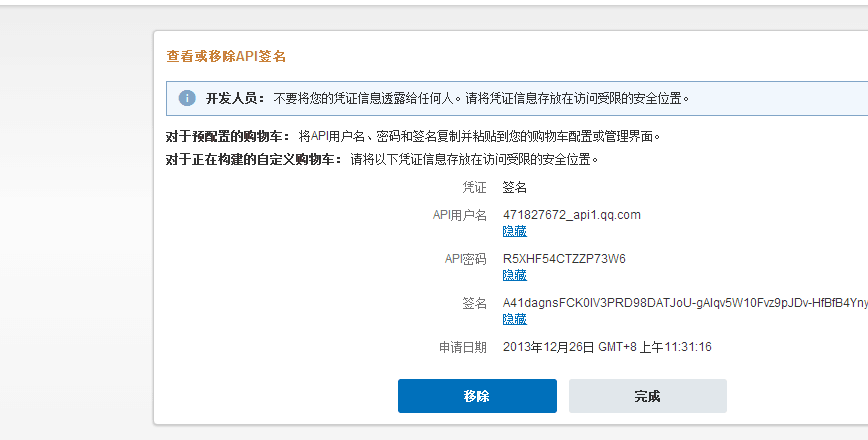 查看或移除API签名
开发人员： 不要将您的凭证信息透露给任何人。请将凭证信息存放在访问受限的安全位置。
对于预配置的购物车： 将API用户名、密码和签名复制并粘贴到您的购物车配置或管理界面。
对于正在构建的自定义购物车： 请将以下凭证信息存放在访问受限的安全位置。
凭证 签名
API用户名 471827672_api1.qq.com
隐藏
API密码 R5XHF54CTZZP73W6
隐藏
签名
隐藏
申请日期 2013年12月26日 GMT+8 上午11:31:16
移除 完成